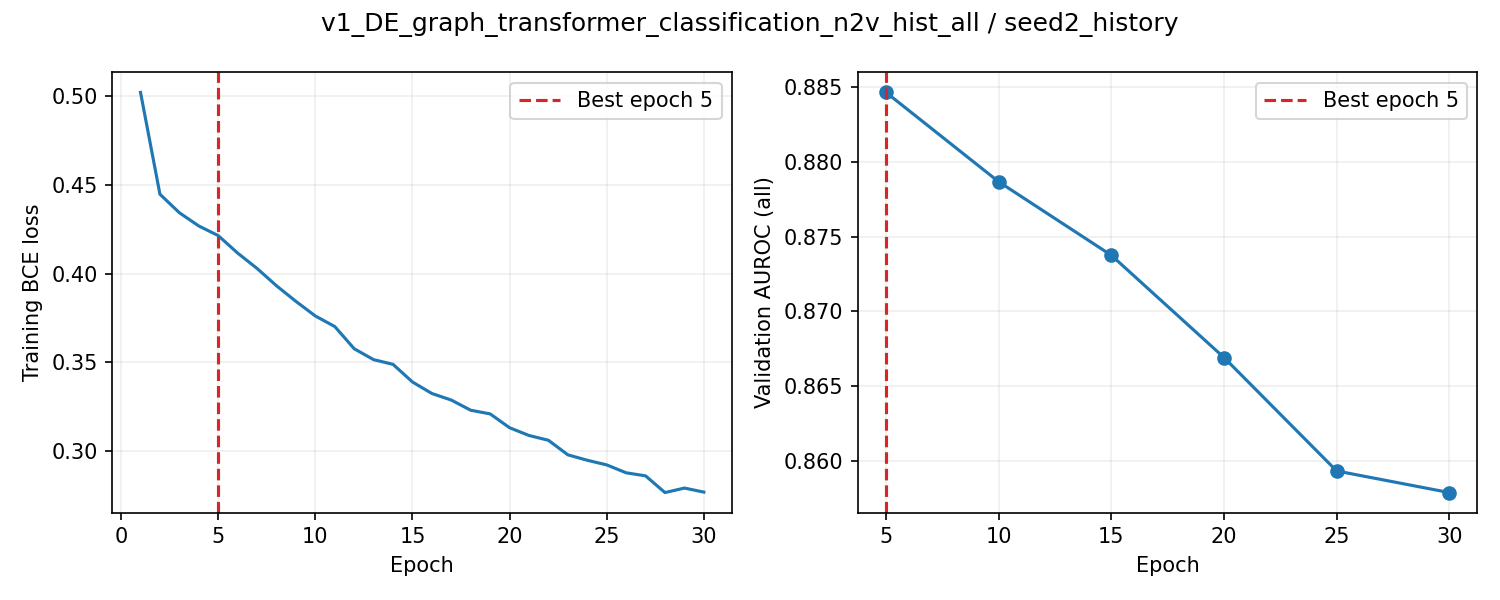 v1_DE_graph_transformer_classification_n2v_hist_all / seed2_history
Training BCE loss
0.50
0.45
0.40
0.35
0.30
Best epoch 5
0 5 10 15 20 25 30
Epoch
Validation AUROC (all)
0.885
0.880
0.875
0.870
0.865
0.860
Best epoch 5
5 10 15 20 25 30
Epoch